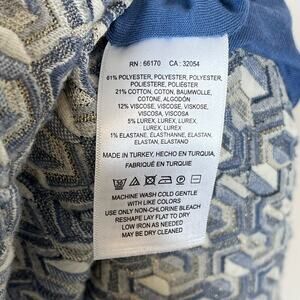 RN : 66170 CA : 32054
61% POLYESTER, POLYESTER, POLYESTER,
POLIESTERE, POLIÉSTER
21% COTTON, COTON, BAUMWOLLE,
COTONE, ALGODÓN
12% VISCOSE, VISCOSE, VISKOSE,
VISCOSA, VISCOSA
5% LUREX, LUREX, LUREX,
LUREX, LUREX
1% ELASTANE, ÉLASTHANNE, ELASTAN,
ELASTAN, ELASTANO
MADE IN TURKEY, HECHO EN TURQUIA,
FABRIQUÉ EN TURQUIE
MACHINE WASH COLD GENTLE
WITH LIKE COLORS
USE ONLY NON-CHLORINE BLEACH
RESHAPE LAY FLAT TO DRY
LOW IRON AS NEEDED
MAY BE DRY CLEANED